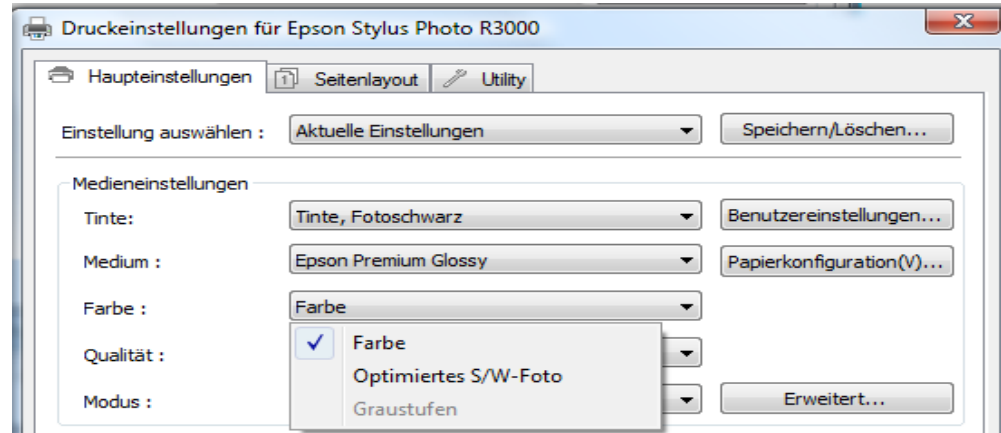 Druckeinstellungen für Epson Stylus Photo R3000
Haupteinstellungen Seitenlayout Utility
Einstellung auswählen : Aktuelle Einstellungen Speichern/Löschen...
Medieneinstellungen
Tinte: Tinte, Fotoschwarz Benutzereinstellungen...
Medium : Epson Premium Glossy Papierkonfiguration(V)...
Farbe : Farbe
Farbe
Qualität :
Optimiertes S/W-Foto
Modus : Graustufen Erweitert...